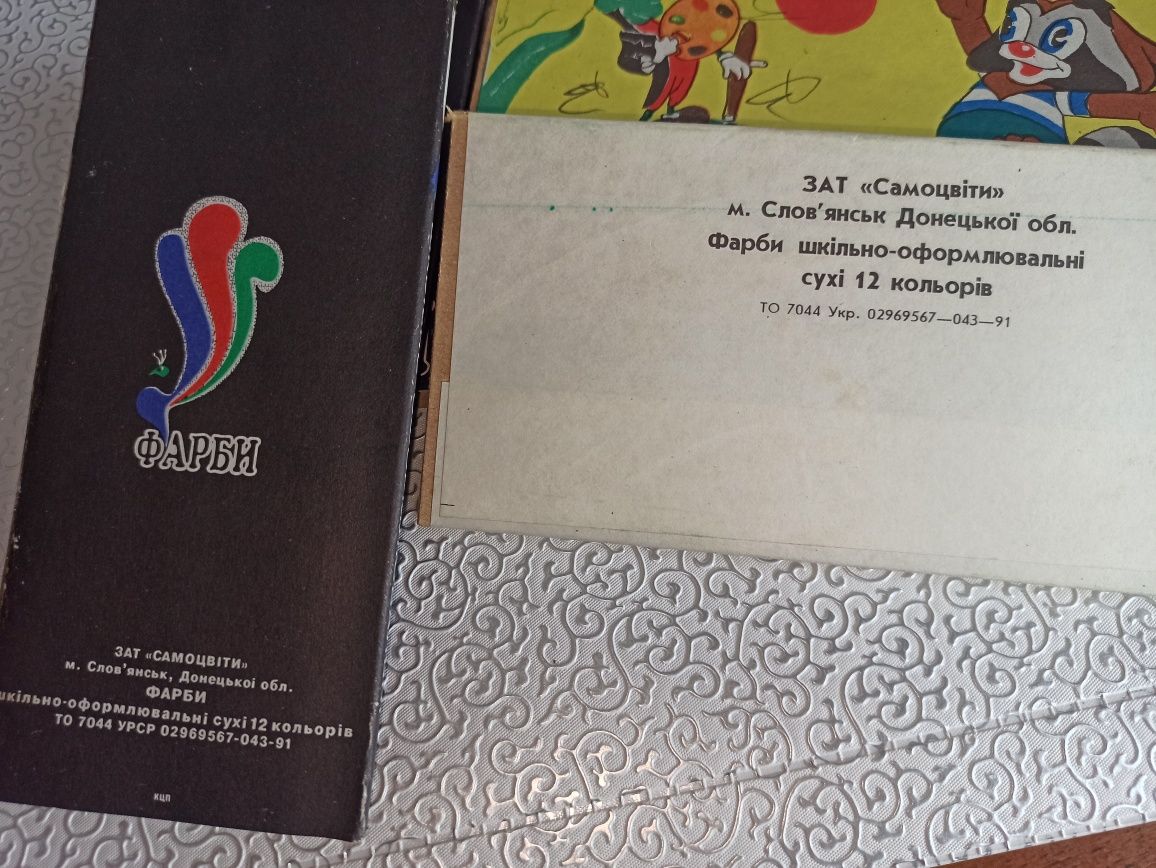 ФАРБИ
ЗАТ «САМОЦВІТИ»
м. Слов'янськ, Донецької обл.
ФАРБИ
шкільно-оформлювальні сухі 12 кольорів
ТО 7044 УРСР 02969567-043-91
КЦП
ЗАТ «Самоцвіти»
м. Слов'янськ Донецької обл.
Фарби шкільно-оформлювальні
сухі 12 кольорів
ТО 7044 Укр. 02969567—043—91